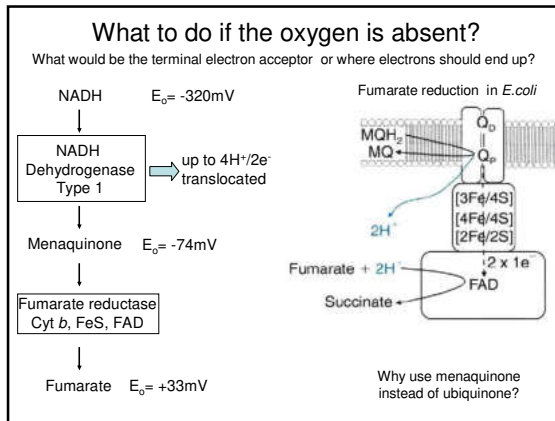 What to do if the oxygen is absent?
What would be the terminal electron acceptor or where electrons should end up?
NADH E₀= -320mV
NADH
Dehydrogenase
Type 1
up to 4H⁺/2e⁻
translocated
Menaquinone E₀= -74mV
Fumarate reductase
Cyt b, FeS, FAD
Fumarate E₀= +33mV
Fumarate reduction in E.coli
Q_D
MQH₂
MQ
Q_P
[3Fe/4S]
[4Fe/4S]
[2Fe/2S]
2H⁺
2 x 1e⁻
Fumarate + 2H⁺
FAD
Succinate
Why use menaquinone
instead of ubiquinone?